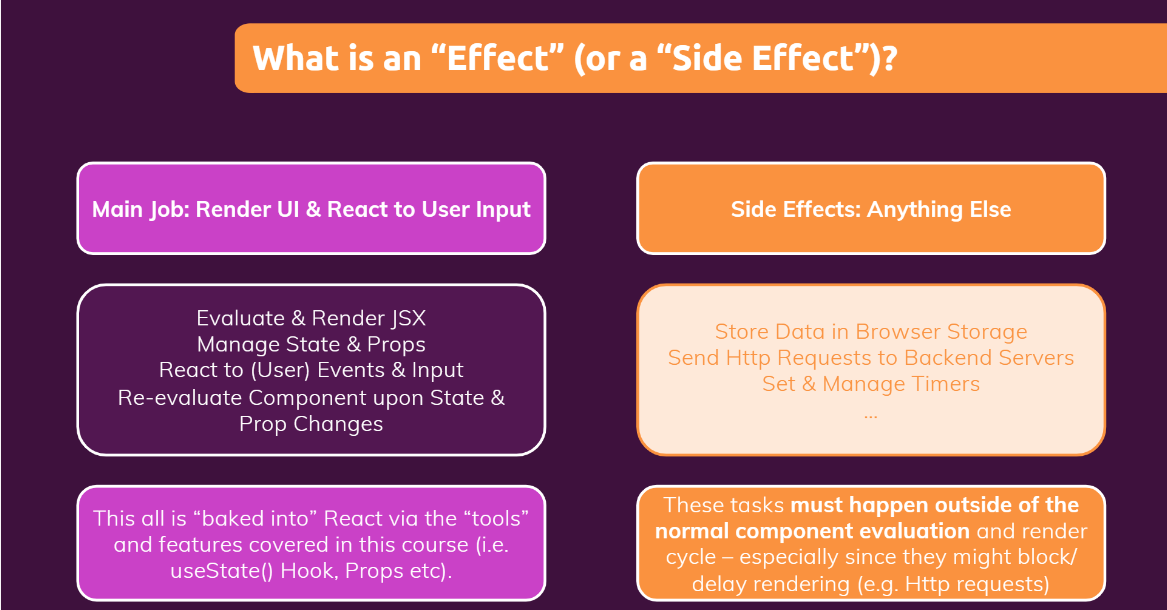 What is an “Effect” (or a “Side Effect”)?
Main Job: Render UI & React to User Input
Evaluate & Render JSX
Manage State & Props
React to (User) Events & Input
Re-evaluate Component upon State &
Prop Changes
This all is “baked into” React via the “tools”
and features covered in this course (i.e.
useState() Hook, Props etc).
Side Effects: Anything Else
Store Data in Browser Storage
Send Http Requests to Backend Servers
Set & Manage Timers
…
These tasks must happen outside of the
normal component evaluation and render
cycle – especially since they might block/
delay rendering (e.g. Http requests)